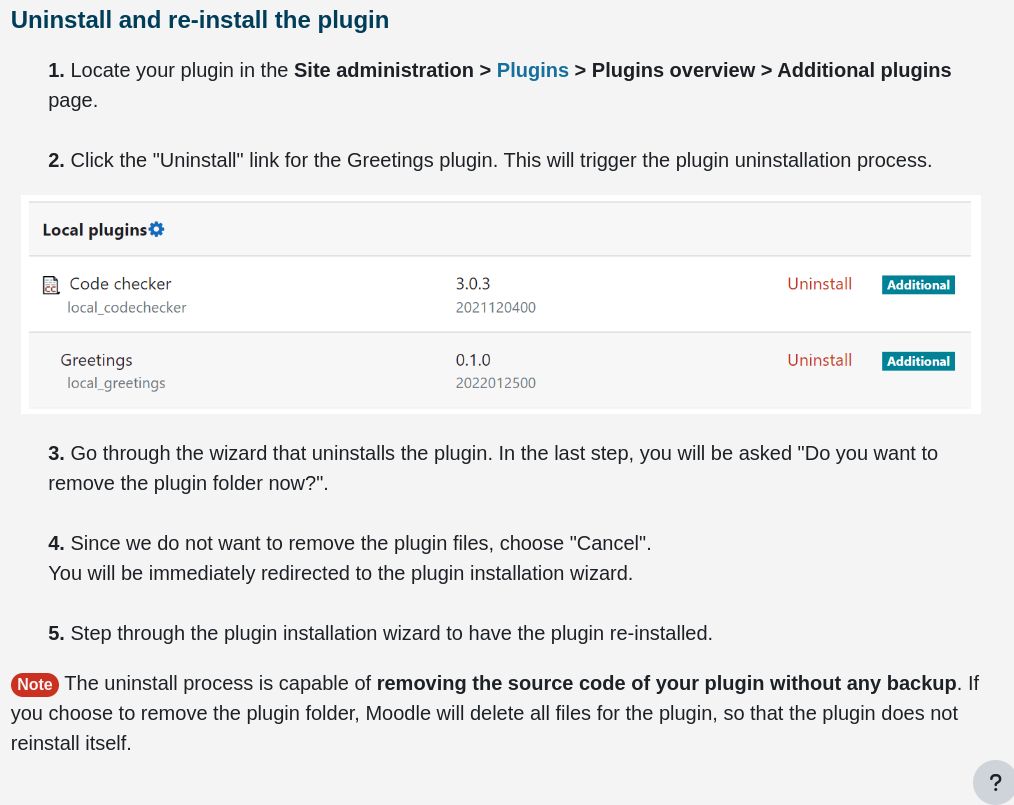 Uninstall and re-install the plugin
1. Locate your plugin in the Site administration > Plugins > Plugins overview > Additional plugins
page.
2. Click the "Uninstall" link for the Greetings plugin. This will trigger the plugin uninstallation process.
Local plugins
CC Code checker 3.0.3 Uninstall Additional
local_codechecker 2021120400
Greetings 0.1.0 Uninstall Additional
local_greetings 2022012500
3. Go through the wizard that uninstalls the plugin. In the last step, you will be asked "Do you want to
remove the plugin folder now?".
4. Since we do not want to remove the plugin files, choose "Cancel".
You will be immediately redirected to the plugin installation wizard.
5. Step through the plugin installation wizard to have the plugin re-installed.
Note The uninstall process is capable of removing the source code of your plugin without any backup. If
you choose to remove the plugin folder, Moodle will delete all files for the plugin, so that the plugin does not
reinstall itself.
?